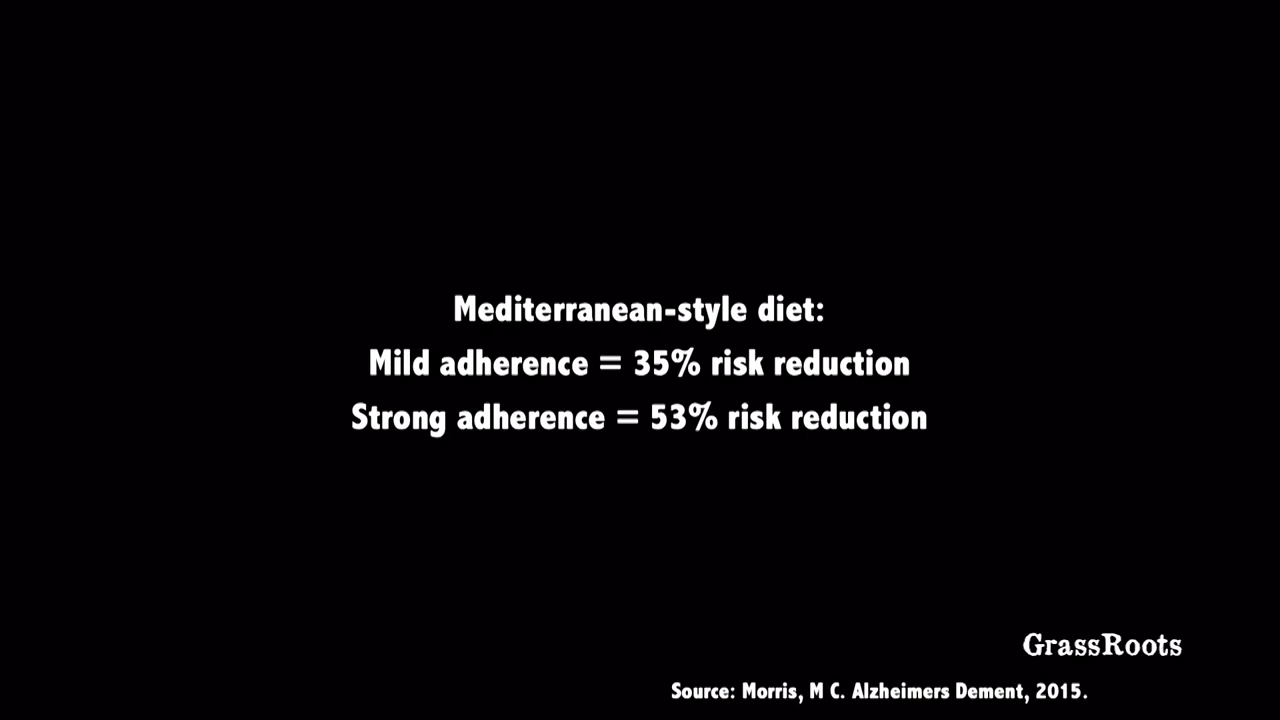 Mediterranean-style diet:
Mild adherence = 35% risk reduction
Strong adherence = 53% risk reduction
GrassRoots
Source: Morris, M C. Alzheimers Dement, 2015.